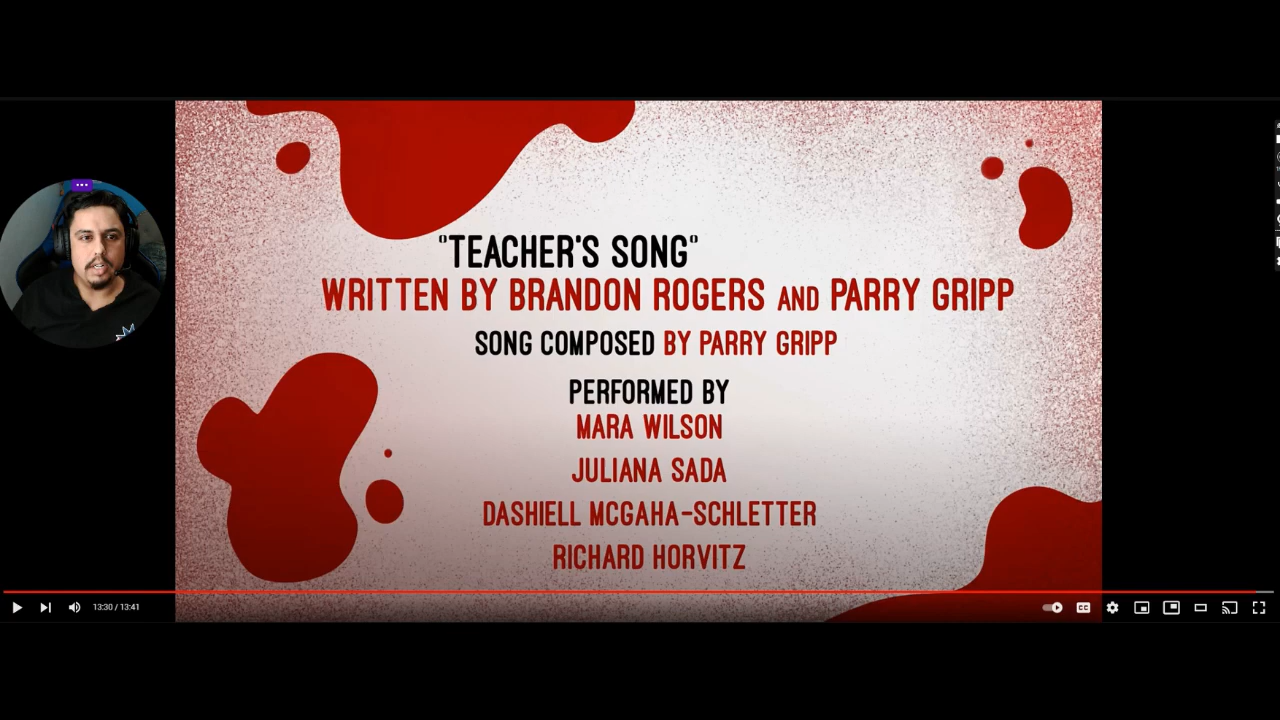 "TEACHER'S SONG"
WRITTEN BY BRANDON ROGERS AND PARRY GRIPP
SONG COMPOSED BY PARRY GRIPP
PERFORMED BY
MARA WILSON
JULIANA SADA
DASHIELL MCGAHA-SCHLETTER
RICHARD HORVITZ
13:30 / 13:41
CC